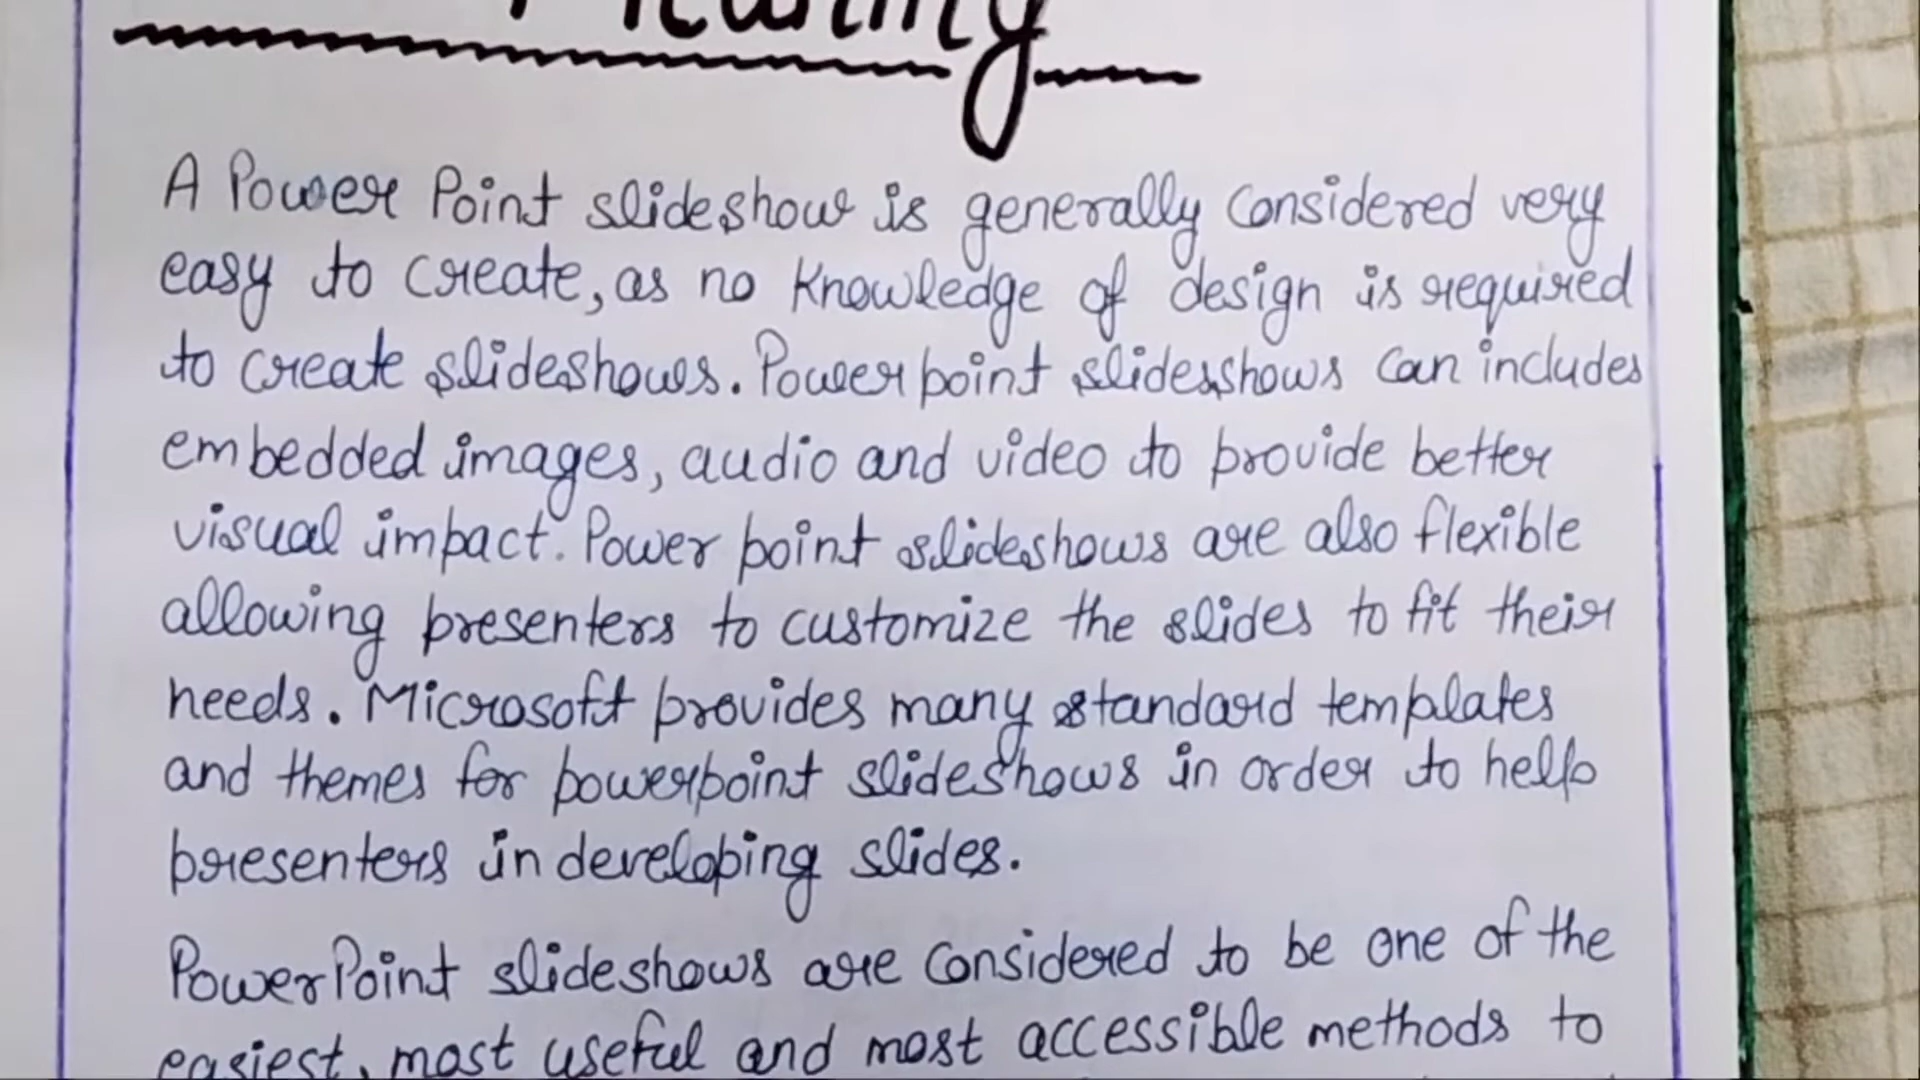 Meaning
A Power Point slideshow is generally considered very
easy to create, as no knowledge of design is required
to create slideshows. Powerpoint slidesshows can includes
embedded images, audio and video to provide better
visual impact. Power point slideshows are also flexible
allowing presenters to customize the slides to fit their
needs. Microsoft provides many standard templates
and themes for powerpoint slideshows in order to help
presenters in developing slides.
PowerPoint slideshows are considered to be one of the
easiest, most useful and most accessible methods to